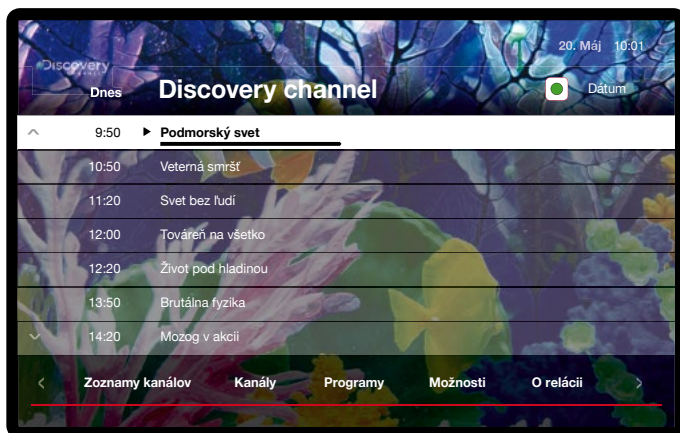 20. Máj 10:01
Discovery
CHANNEL
Dnes Discovery channel Dátum
9:50 Podmorský svet
10:50 Veterná smršť
11:20 Svet bez ľudí
12:00 Továreň na všetko
12:20 Život pod hladinou
13:50 Brutálna fyzika
14:20 Mozog v akcii
Zoznamy kanálov Kanály Programy Možnosti O relácii